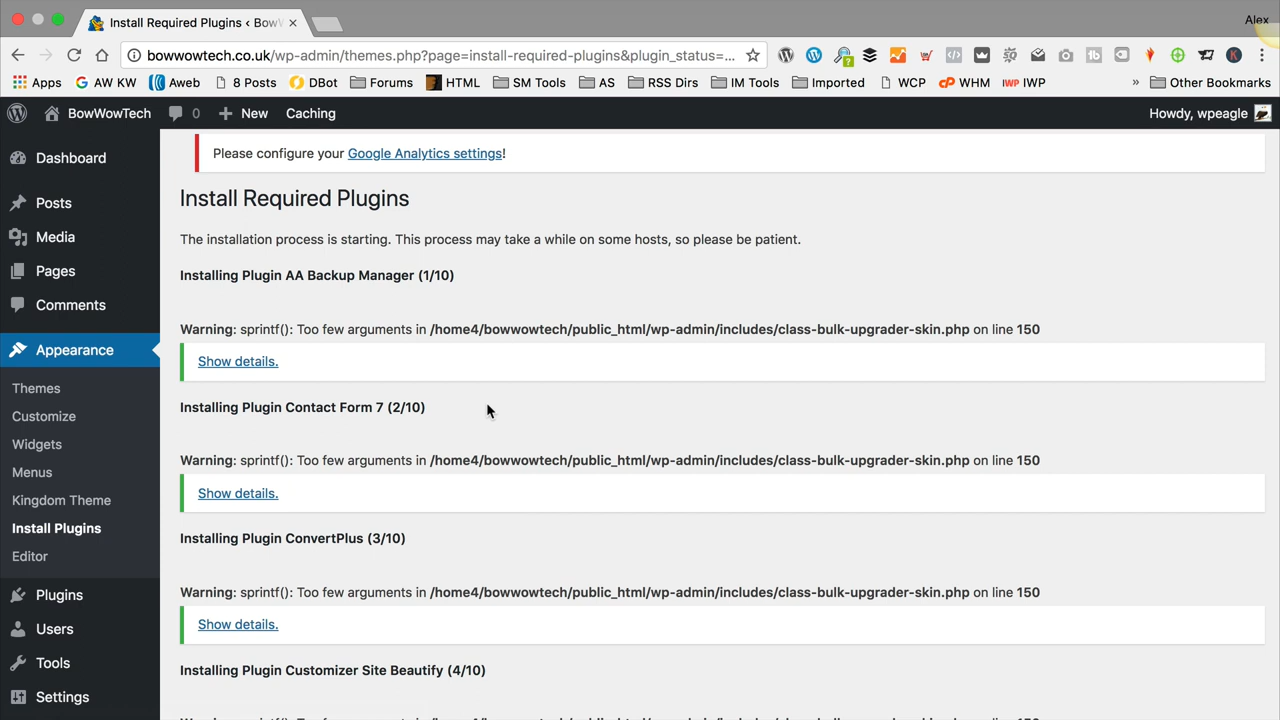 Install Required Plugins ‹ BowW
Alex
bowwowtech.co.uk/wp-admin/themes.php?page=install-required-plugins&plugin_status=...
Apps
AW KW
Aweb
8 Posts
DBot
Forums
HTML
SM Tools
AS
RSS Dirs
IM Tools
Imported
WCP
WHM
IWP
»
Other Bookmarks
BowWowTech
0
New
Caching
Howdy, wpeagle
Dashboard
Posts
Media
Pages
Comments
Appearance
Themes
Customize
Widgets
Menus
Kingdom Theme
Install Plugins
Editor
Plugins
Users
Tools
Settings
Please configure your Google Analytics settings!
Install Required Plugins
The installation process is starting. This process may take a while on some hosts, so please be patient.
Installing Plugin AA Backup Manager (1/10)
Warning: sprintf(): Too few arguments in /home4/bowwowtech/public_html/wp-admin/includes/class-bulk-upgrader-skin.php on line 150
Show details.
Installing Plugin Contact Form 7 (2/10)
Warning: sprintf(): Too few arguments in /home4/bowwowtech/public_html/wp-admin/includes/class-bulk-upgrader-skin.php on line 150
Show details.
Installing Plugin ConvertPlus (3/10)
Warning: sprintf(): Too few arguments in /home4/bowwowtech/public_html/wp-admin/includes/class-bulk-upgrader-skin.php on line 150
Show details.
Installing Plugin Customizer Site Beautify (4/10)